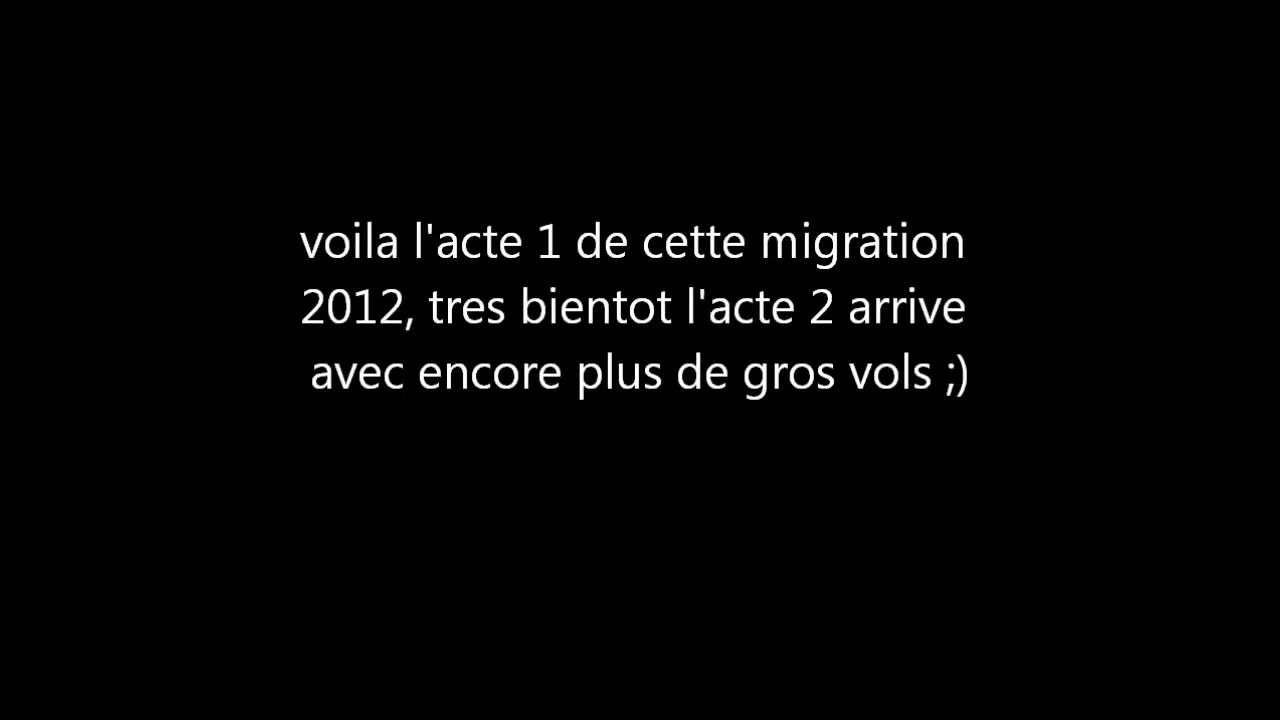 voila l'acte 1 de cette migration
2012, tres bientot l'acte 2 arrive
avec encore plus de gros vols ;)